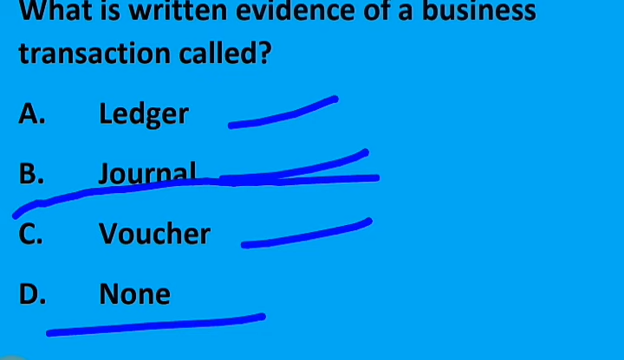 What is written evidence of a business
transaction called?
A. Ledger
B. Journal
C. Voucher
D. None